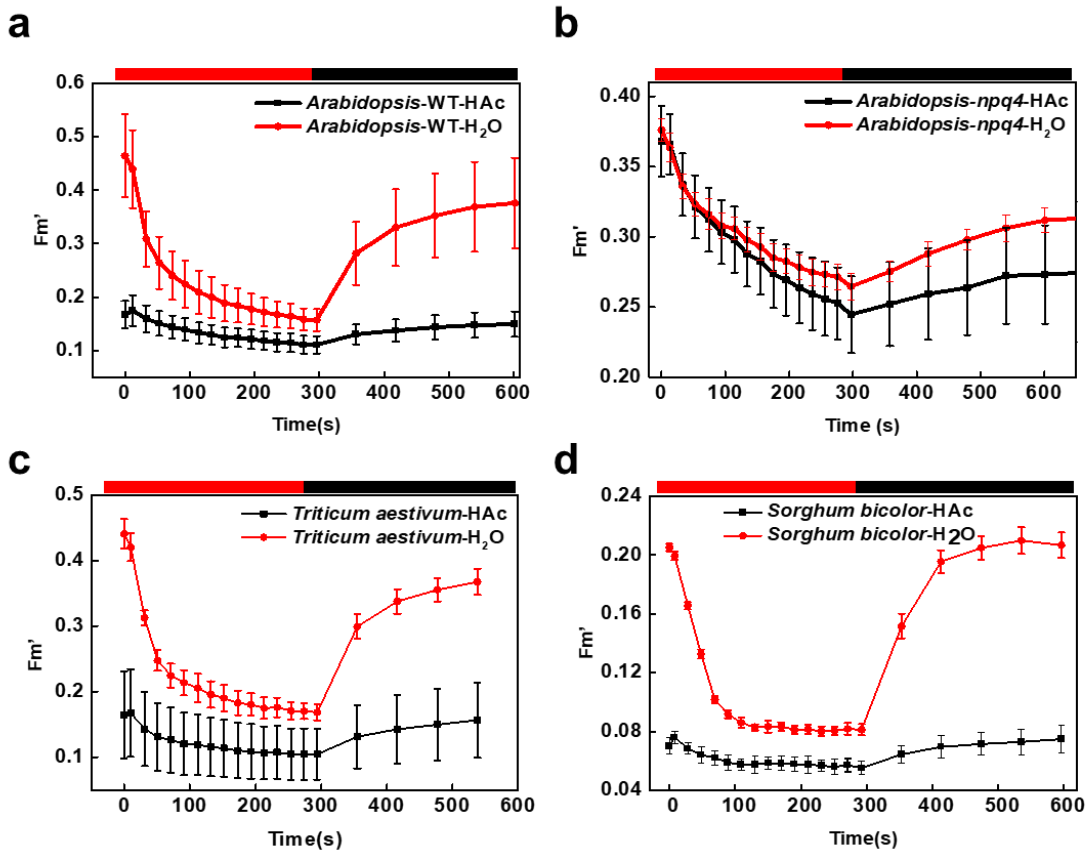 a
Arabidopsis-WT-HAc
Arabidopsis-WT-H₂O
0.6
0.5
0.4
0.3
0.2
0.1
Fm'
0 100 200 300 400 500 600
Time(s)
b
Arabidopsis-npq4-HAc
Arabidopsis-npq4-H₂O
0.40
0.35
0.30
0.25
0.20
Fm'
0 100 200 300 400 500 600
Time (s)
c
Triticum aestivum-HAc
Triticum aestivum-H₂O
0.5
0.4
0.3
0.2
0.1
Fm'
0 100 200 300 400 500 600
Time(s)
d
Sorghum bicolor-HAc
Sorghum bicolor-H2O
0.24
0.20
0.16
0.12
0.08
0.04
Fm'
0 100 200 300 400 500 600
Time(s)